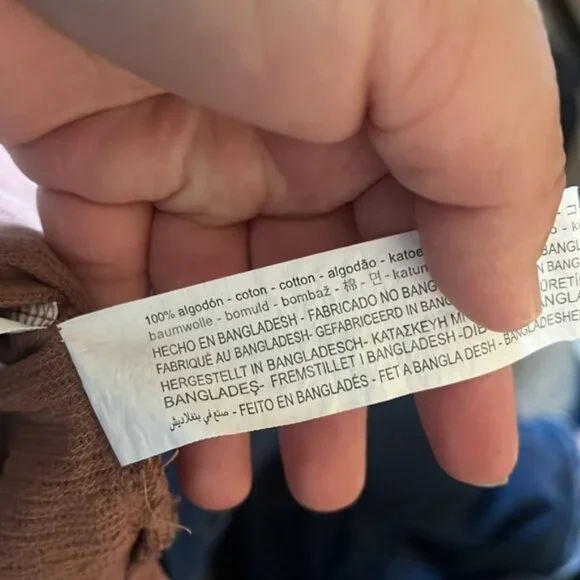 100% algodón - coton - cotton - algodão -
baumwolle - bomuld - bombaž - 棉 - 면 - katun
HECHO EN BANGLADESH - FABRICADO NO BANG
FABRIQUÉ AU BANGLADESH- GEFABRICEERD IN BANG
HERGESTELLT IN BANGLADESCH- ΚΑΤΑΣΚΕΥΗ
BANGLADEŞ- FREMSTILLET I BANGLADESH -
صنع في بنغلاديش - FEITO EN BANGLADÉS - FET A BANGLA DESH - BANGLADESHE